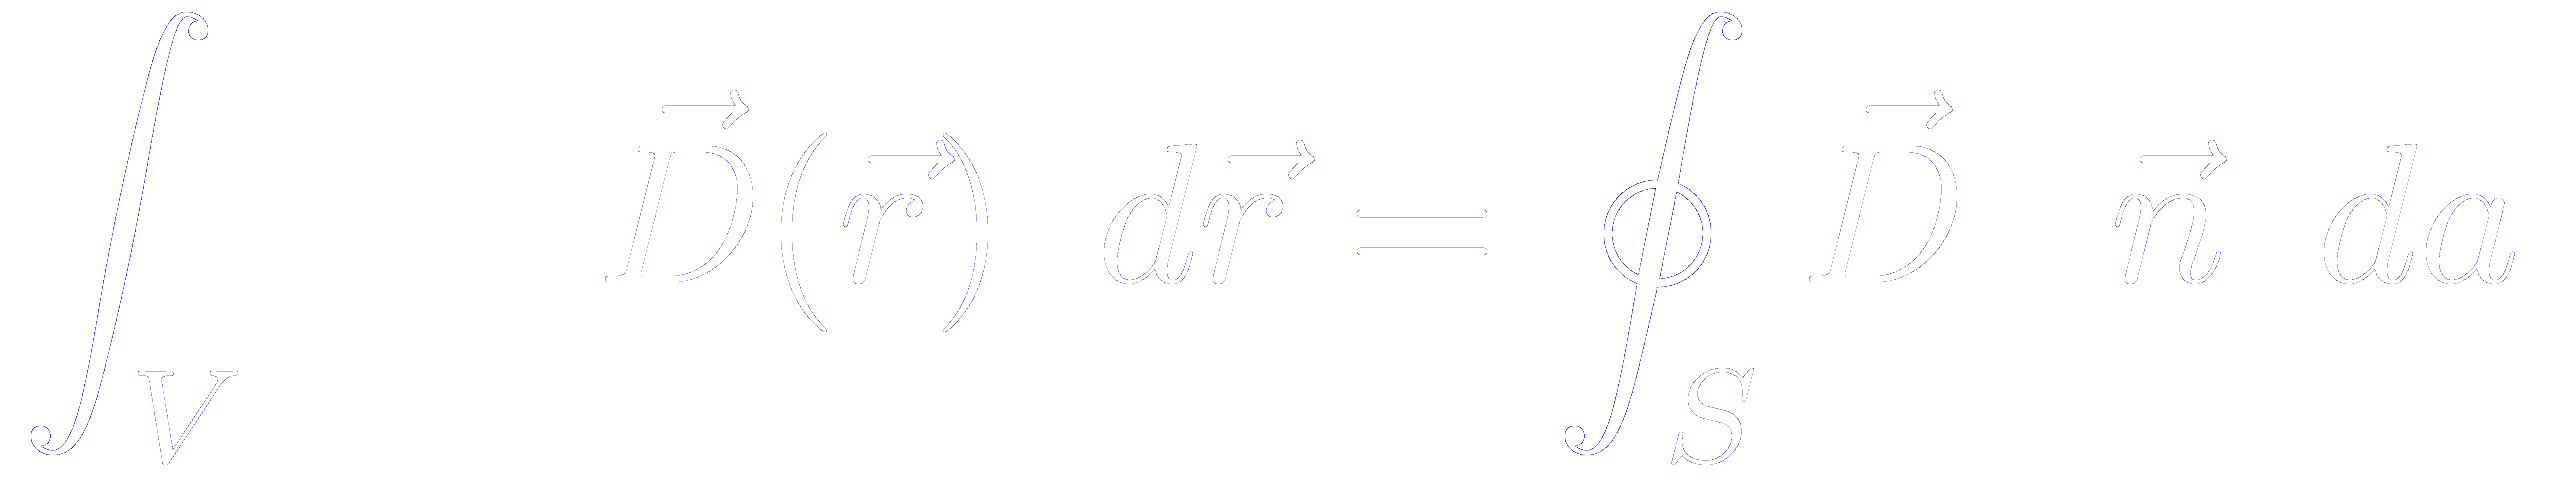 ∫_V D⃗(r⃗) dr⃗ = ∮_S D⃗ n⃗ da